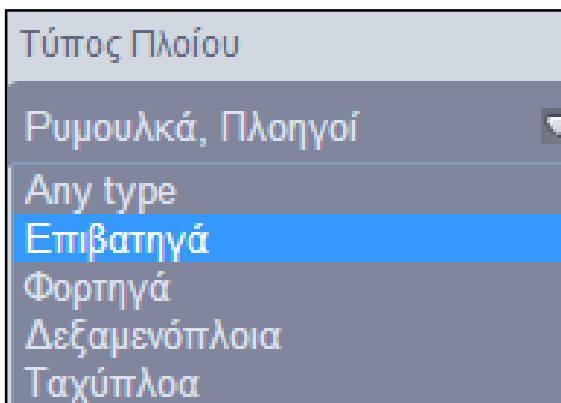 Τύπος Πλοίου
Ρυμουλκά, Πλοηγοί
Any type
Επιβατηγά
Φορτηγά
Δεξαμενόπλοια
Ταχύπλοα